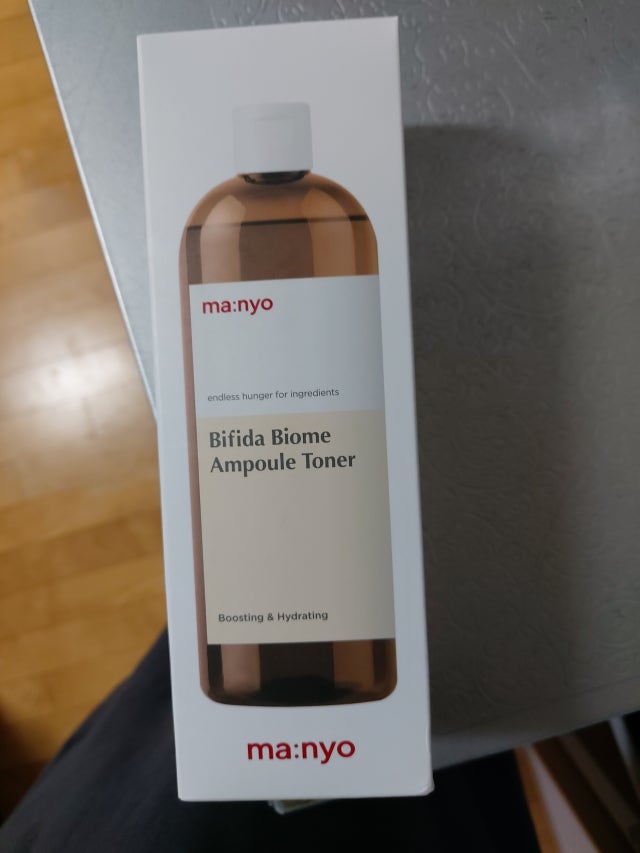 ma:nyo
endless hunger for ingredients
Bifida Biome
Ampoule Toner
Boosting & Hydrating
ma:nyo